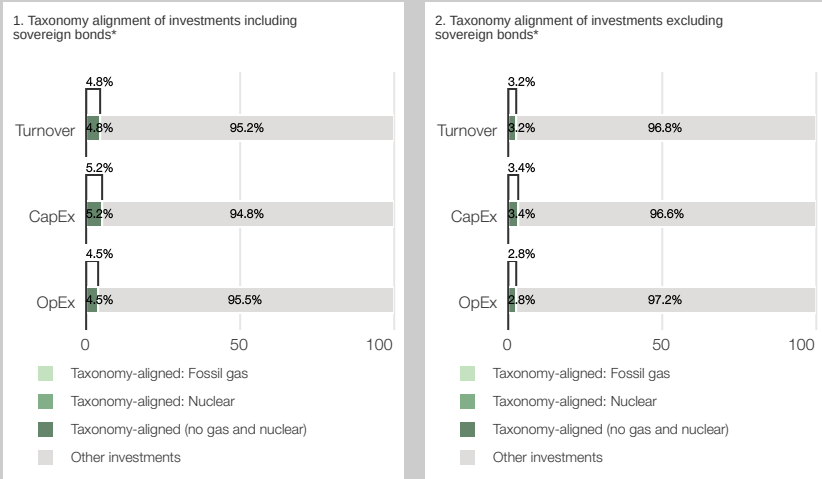 1. Taxonomy alignment of investments including
sovereign bonds*
4.8%
Turnover
4.8%
95.2%
5.2%
CapEx
5.2%
94.8%
4.5%
OpEx
4.5%
95.5%
0
50
100
Taxonomy-aligned: Fossil gas
Taxonomy-aligned: Nuclear
Taxonomy-aligned (no gas and nuclear)
Other investments
2. Taxonomy alignment of investments excluding
sovereign bonds*
3.2%
Turnover
3.2%
96.8%
3.4%
CapEx
3.4%
96.6%
2.8%
OpEx
2.8%
97.2%
0
50
100
Taxonomy-aligned: Fossil gas
Taxonomy-aligned: Nuclear
Taxonomy-aligned (no gas and nuclear)
Other investments